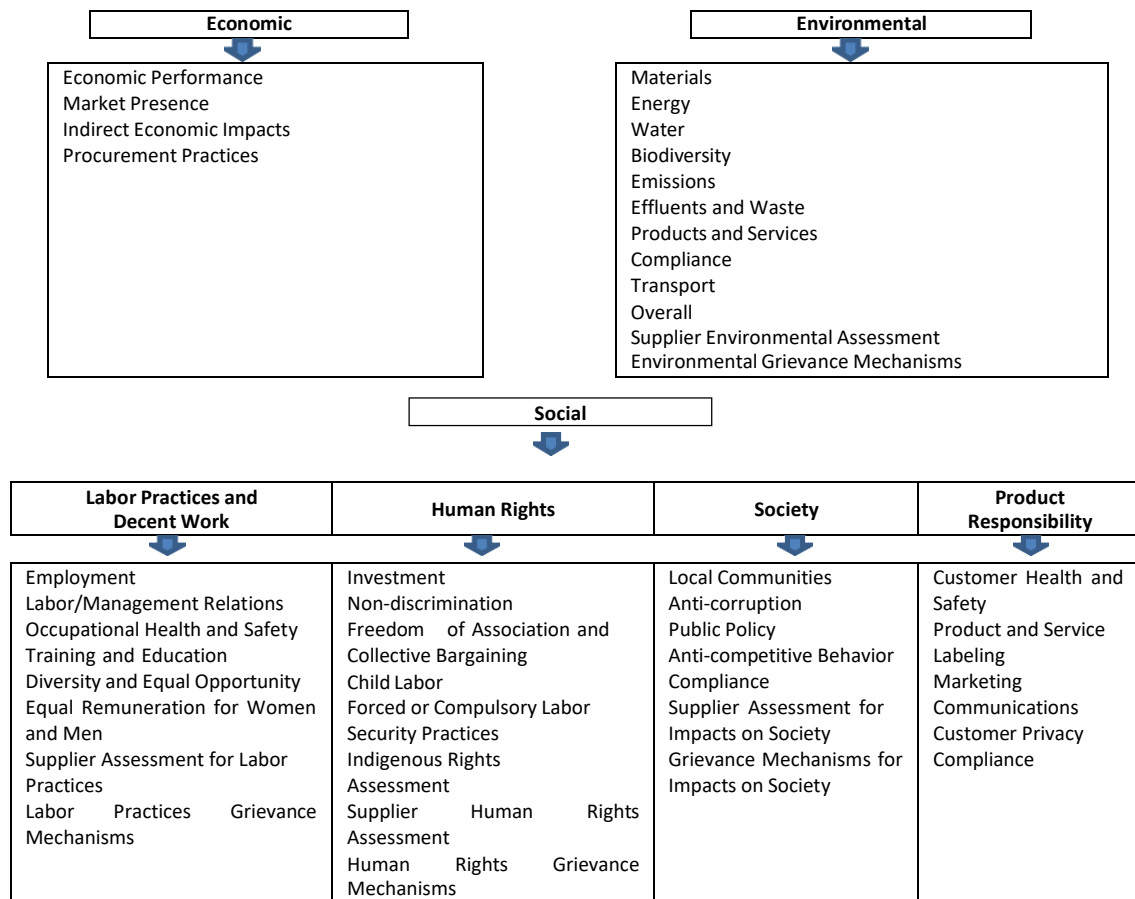 Economic
Economic Performance
Market Presence
Indirect Economic Impacts
Procurement Practices
Environmental
Materials
Energy
Water
Biodiversity
Emissions
Effluents and Waste
Products and Services
Compliance
Transport
Overall
Supplier Environmental Assessment
Environmental Grievance Mechanisms
Social
Labor Practices and
Decent Work
Employment
Labor/Management Relations
Occupational Health and Safety
Training and Education
Diversity and Equal Opportunity
Equal Remuneration for Women
and Men
Supplier Assessment for Labor
Practices
Labor Practices Grievance
Mechanisms
Human Rights
Investment
Non-discrimination
Freedom of Association and
Collective Bargaining
Child Labor
Forced or Compulsory Labor
Security Practices
Indigenous Rights
Assessment
Supplier Human Rights
Assessment
Human Rights Grievance
Mechanisms
Society
Local Communities
Anti-corruption
Public Policy
Anti-competitive Behavior
Compliance
Supplier Assessment for
Impacts on Society
Grievance Mechanisms for
Impacts on Society
Product
Responsibility
Customer Health and
Safety
Product and Service
Labeling
Marketing
Communications
Customer Privacy
Compliance